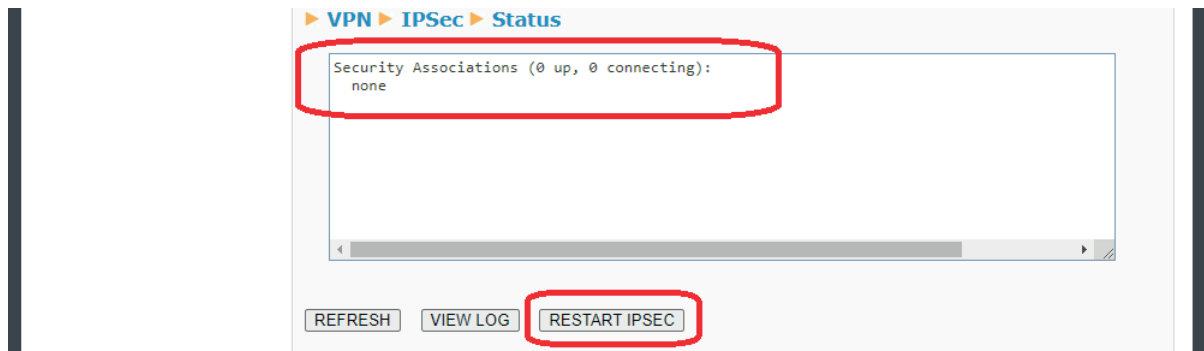 VPN IPSec Status
Security Associations (0 up, 0 connecting):
none
REFRESH VIEW LOG RESTART IPSEC